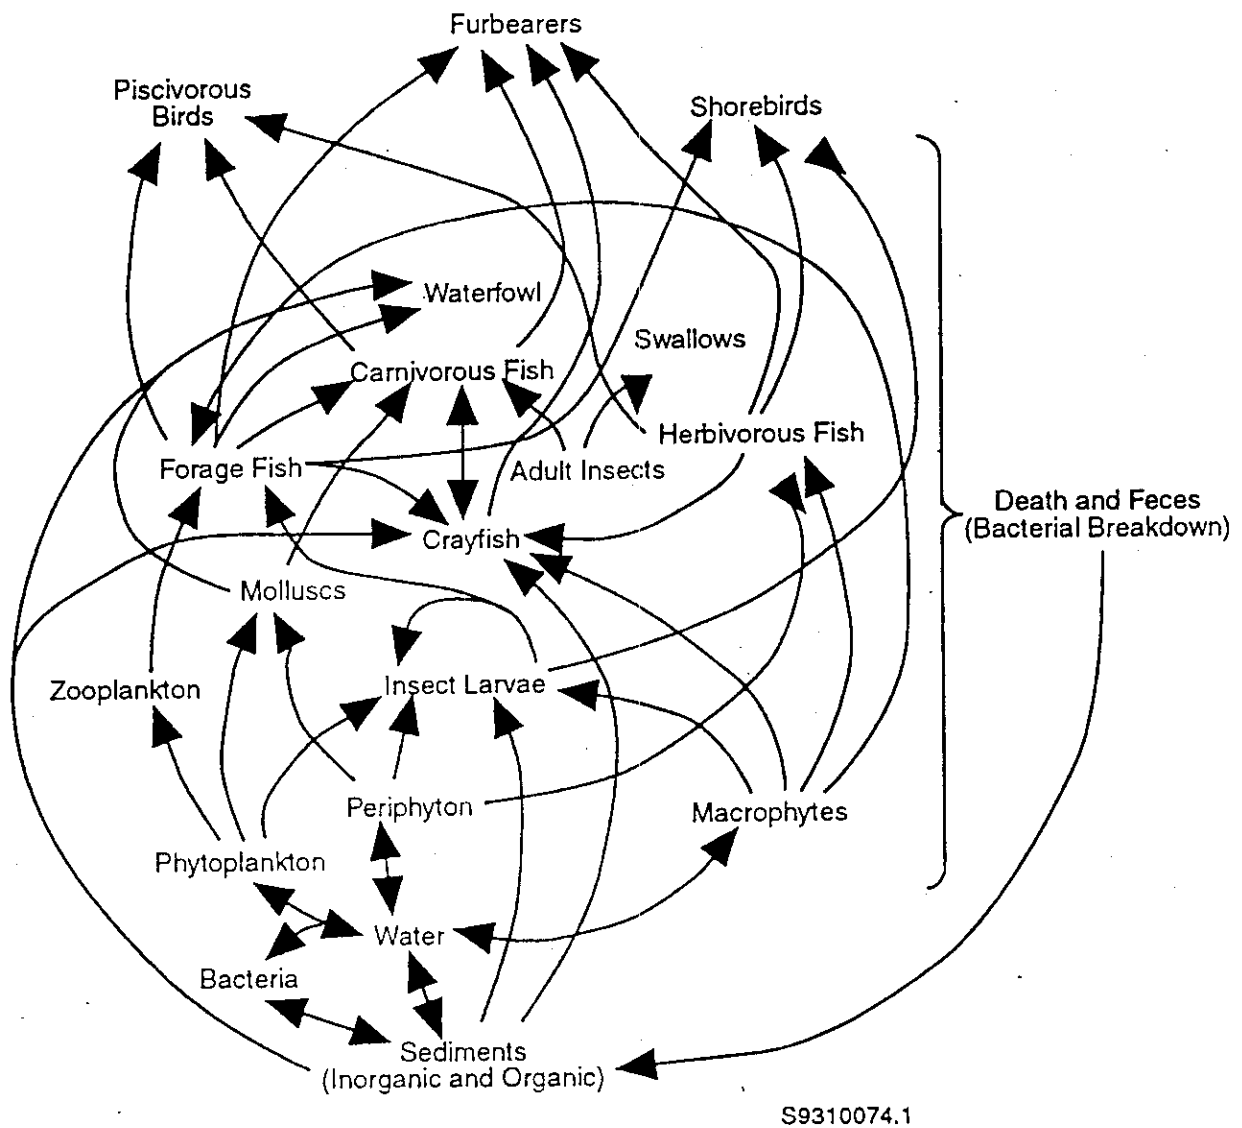 Furbearers
Piscivorous
Birds
Shorebirds
Waterfowl
Swallows
Carnivorous Fish
Herbivorous Fish
Forage Fish
Adult Insects
Death and Feces
(Bacterial Breakdown)
Crayfish
Molluscs
Zooplankton
Insect Larvae
Periphyton
Macrophytes
Phytoplankton
Water
Bacteria
Sediments
(Inorganic and Organic)
S9310074.1